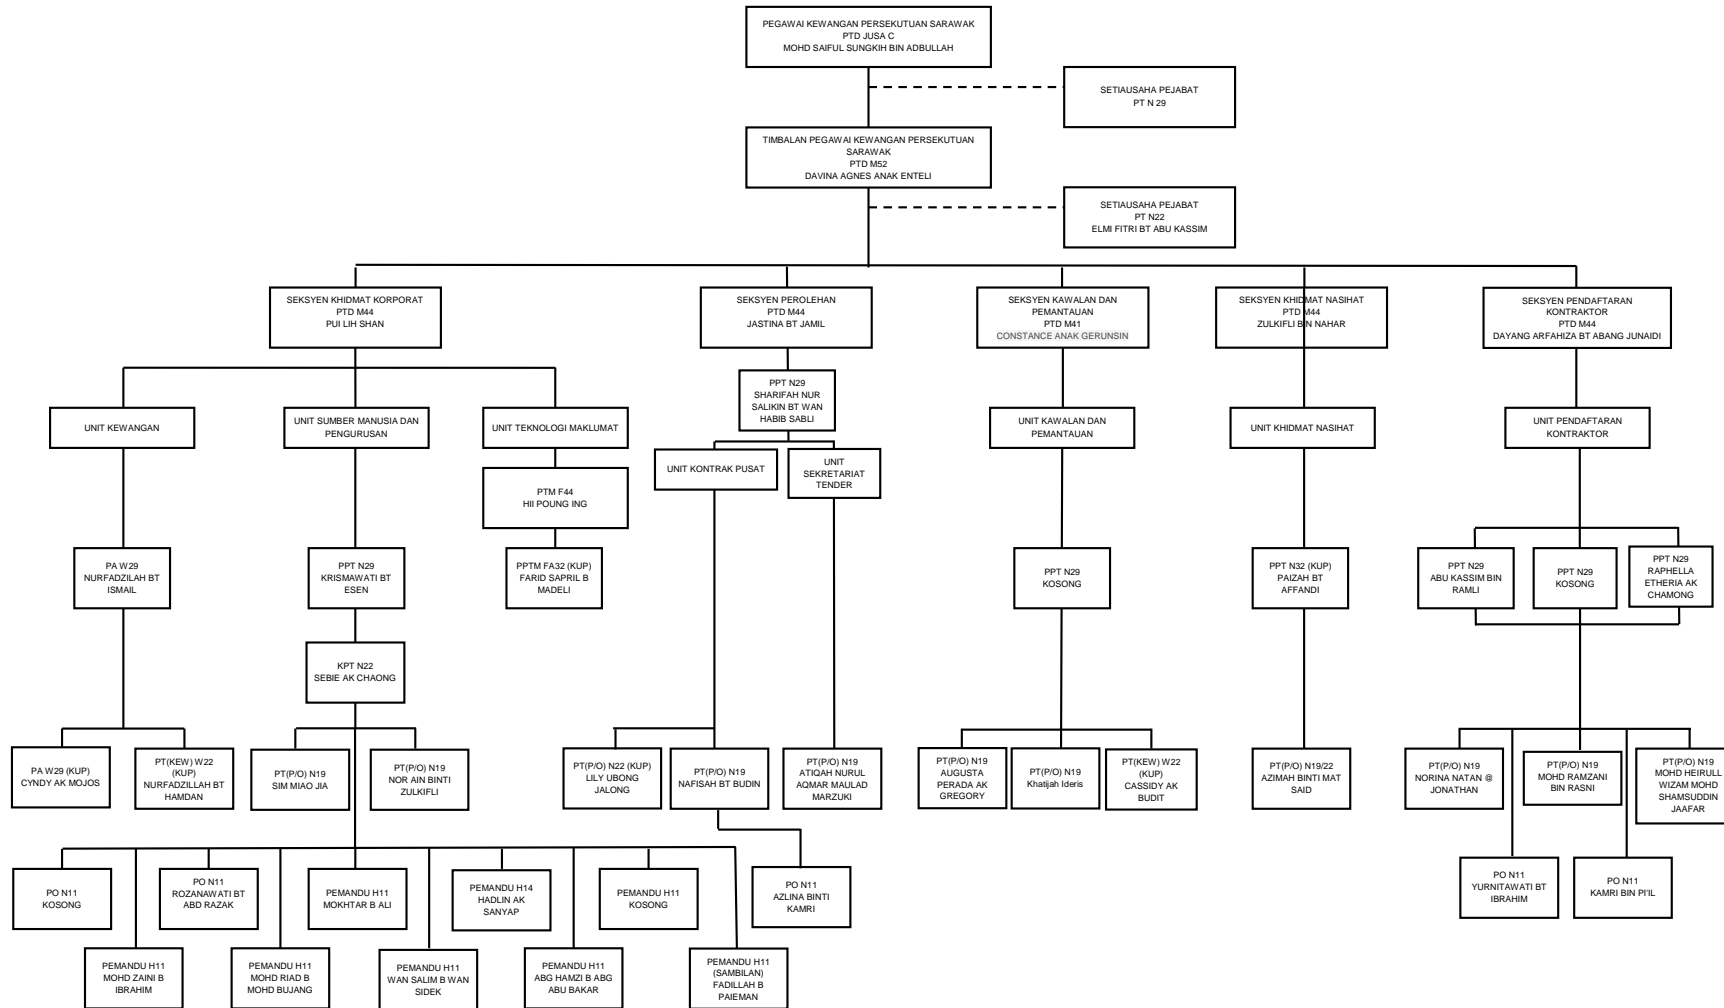 PEGAWAI KEWANGAN PERSEKUTUAN SARAWAK
PTD JUSA C
MOHD SAIFUL SUNGKIH BIN ADBULLAH
SETIAUSAHA PEJABAT
PT N 29
TIMBALAN PEGAWAI KEWANGAN PERSEKUTUAN
SARAWAK
PTD M52
DAVINA AGNES ANAK ENTELI
SETIAUSAHA PEJABAT
PT N22
ELMI FITRI BT ABU KASSIM
SEKSYEN KHIDMAT KORPORAT
PTD M44
PUI LIH SHAN
SEKSYEN PEROLEHAN
PTD M44
JASTINA BT JAMIL
SEKSYEN KAWALAN DAN
PEMANTAUAN
PTD M41
CONSTANCE ANAK GERUNSIN
SEKSYEN KHIDMAT NASIHAT
PTD M44
ZULKIFLI BIN NAHAR
SEKSYEN PENDAFTARAN
KONTRAKTOR
PTD M44
DAYANG ARFAHIZA BT ABANG JUNAIDI
UNIT KEWANGAN
UNIT SUMBER MANUSIA DAN
PENGURUSAN
UNIT TEKNOLOGI MAKLUMAT
PPT N29
SHARIFAH NUR
SALIKIN BT WAN
HABIB SABLI
UNIT KAWALAN DAN
PEMANTAUAN
UNIT KHIDMAT NASIHAT
UNIT PENDAFTARAN
KONTRAKTOR
PTM F44
HII POUNG ING
UNIT KONTRAK PUSAT
UNIT
SEKRETARIAT
TENDER
PA W29
NURFADZILAH BT
ISMAIL
PPT N29
KRISMAWATI BT
ESEN
PPTM FA32 (KUP)
FARID SAPRIL B
MADELI
PPT N29
KOSONG
PPT N32 (KUP)
PAIZAH BT
AFFANDI
PPT N29
ABU KASSIM BIN
RAMLI
PPT N29
KOSONG
PPT N29
RAPHELLA
ETHERIA AK
CHAMONG
KPT N22
SEBIE AK CHAONG
PA W29 (KUP)
CYNDY AK MOJOS
PT(KEW) W22
(KUP)
NURFADZILLAH BT
HAMDAN
PT(P/O) N19
SIM MIAO JIA
PT(P/O) N19
NOR AIN BINTI
ZULKIFLI
PT(P/O) N22 (KUP)
LILY UBONG
JALONG
PT(P/O) N19
NAFISAH BT BUDIN
PT(P/O) N19
ATIQAH NURUL
AQMAR MAULAD
MARZUKI
PT(P/O) N19
AUGUSTA
PERADA AK
GREGORY
PT(P/O) N19
Khatijah Ideris
PT(KEW) W22
(KUP)
CASSIDY AK
BUDIT
PT(P/O) N19/22
AZIMAH BINTI MAT
SAID
PT(P/O) N19
NORINA NATAN @
JONATHAN
PT(P/O) N19
MOHD RAMZANI
BIN RASNI
PT(P/O) N19
MOHD HEIRULL
WIZAM MOHD
SHAMSUDDIN
JAAFAR
PO N11
KOSONG
PO N11
ROZANAWATI BT
ABD RAZAK
PEMANDU H11
MOKHTAR B ALI
PEMANDU H14
HADLIN AK
SANYAP
PEMANDU H11
KOSONG
PO N11
AZLINA BINTI
KAMRI
PO N11
YURNITAWATI BT
IBRAHIM
PO N11
KAMRI BIN PI'IL
PEMANDU H11
MOHD ZAINI B
IBRAHIM
PEMANDU H11
MOHD RIAD B
MOHD BUJANG
PEMANDU H11
WAN SALIM B WAN
SIDEK
PEMANDU H11
ABG HAMZI B ABG
ABU BAKAR
PEMANDU H11
(SAMBILAN)
FADILLAH B
PAIEMAN